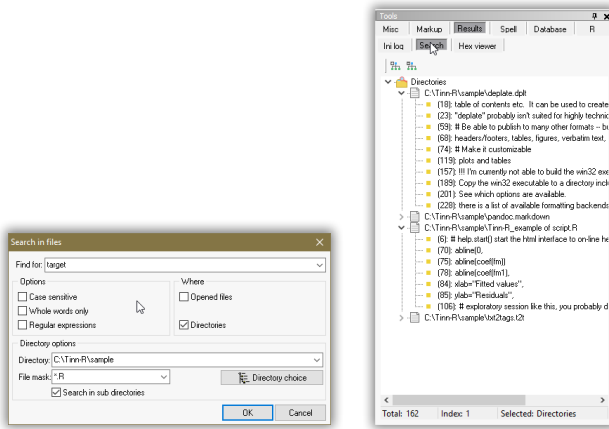 Search in files
Find for: target
Options
Case sensitive
Whole words only
Regular expressions
Where
Opened files
Directories
Directory options
Directory: C:\Tinn-R\sample
File mask: *.R
Directory choice
Search in sub directories
OK Cancel
Tools
Misc Markup Results Spell Database R
Ini log Search Hex viewer
Directories
C:\Tinn-R\sample\deplate.dplt
(18): table of contents etc. It can be used to create
(23): "deplate" probably isn't suited for highly technic
(59): # Be able to publish to many other formats -- bu
(68): headers/footers, tables, figures, verbatim text,
(74): # Make it customizable
(119): plots and tables
(157): !!! I'm currently not able to build the win32 exe
(189): Copy the win32 executable to a directory inclu
(201): See which options are available.
(228): there is a list of available formatting backends
C:\Tinn-R\sample\pandoc.markdown
C:\Tinn-R\sample\Tinn-R_example of script.R
(6): # help.start() start the html interface to on-line he
(70): abline(0,
(75): abline(coef(fm))
(78): abline(coef(fm1),
(84): xlab="Fitted values",
(85): ylab="Residuals",
(106): # exploratory session like this, you probably d
C:\Tinn-R\sample\txt2tags.t2t
Total: 162 Index: 1 Selected: Directories